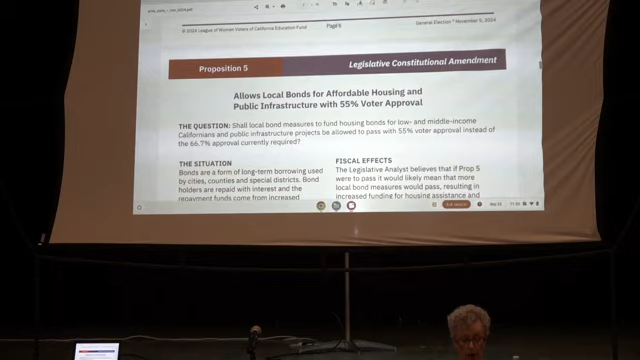 © 2024 League of Women Voters of California Education Fund
Page 6
General Election * November 5, 2024
Proposition 5
Legislative Constitutional Amendment
Allows Local Bonds for Affordable Housing and
Public Infrastructure with 55% Voter Approval
THE QUESTION: Shall local bond measures to fund housing bonds for low- and middle-income
Californians and public infrastructure projects be allowed to pass with 55% voter approval instead of
the 66.7% approval currently required?
THE SITUATION
Bonds are a form of long-term borrowing used
by cities, counties and special districts. Bond
holders are repaid with interest and the
repayment funds come from increased
FISCAL EFFECTS
The Legislative Analyst believes that if Prop 5
were to pass it would likely mean that more
local bond measures would pass, resulting in
increased funding for housing assistance and